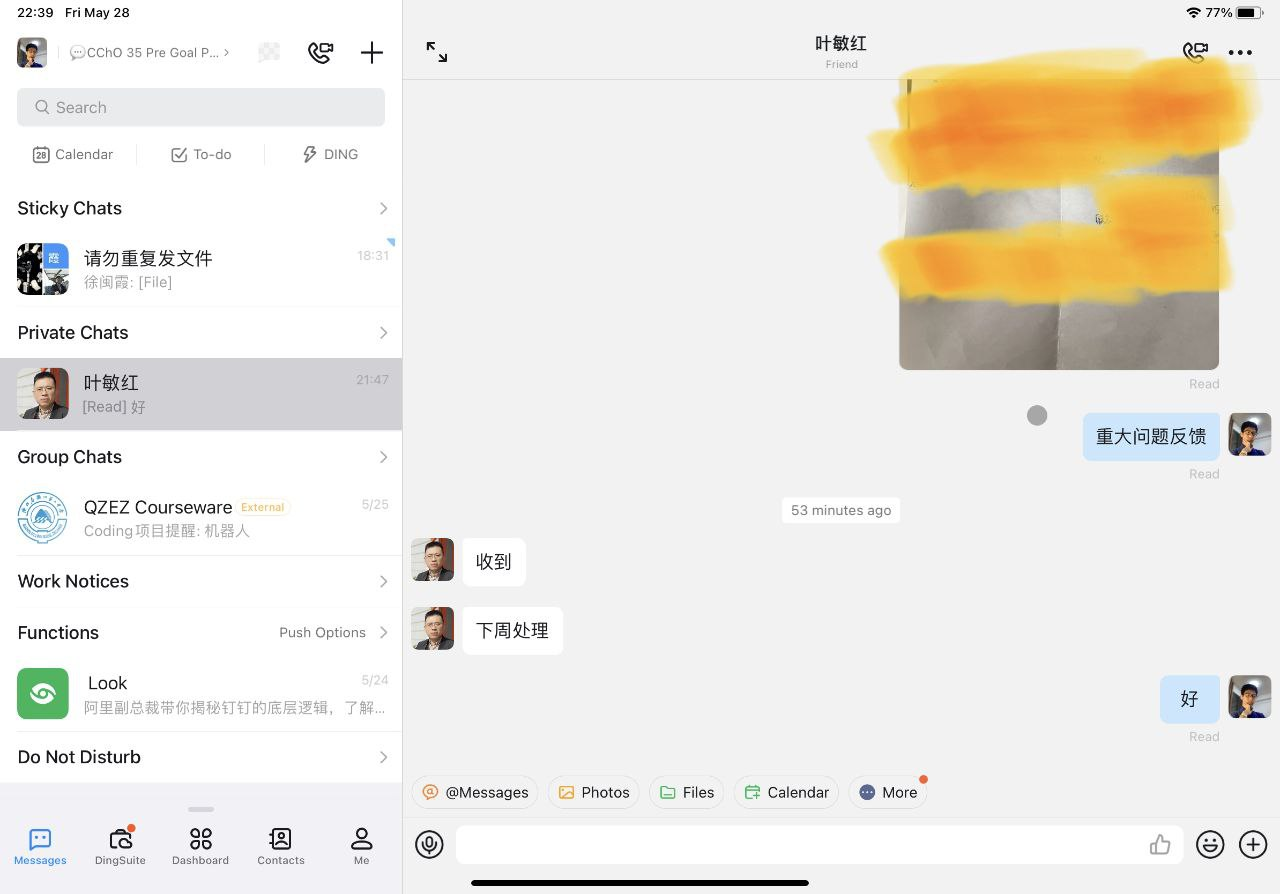 22:39 Fri May 28
77%
CChO 35 Pre Goal P...
Search
28 Calendar
To-do
DING
Sticky Chats
霞
请勿重复发文件
18:31
徐闽霞: [File]
Private Chats
叶敏红
21:47
[Read] 好
Group Chats
QZEZ Courseware External
5/25
Coding项目提醒: 机器人
Work Notices
Functions
Push Options
Look
5/24
阿里副总裁带你揭秘钉钉的底层逻辑，了解...
Do Not Disturb
Messages
DingSuite
Dashboard
Contacts
Me
叶敏红
Friend
Read
重大问题反馈
Read
53 minutes ago
收到
下周处理
好
Read
@Messages
Photos
Files
Calendar
More